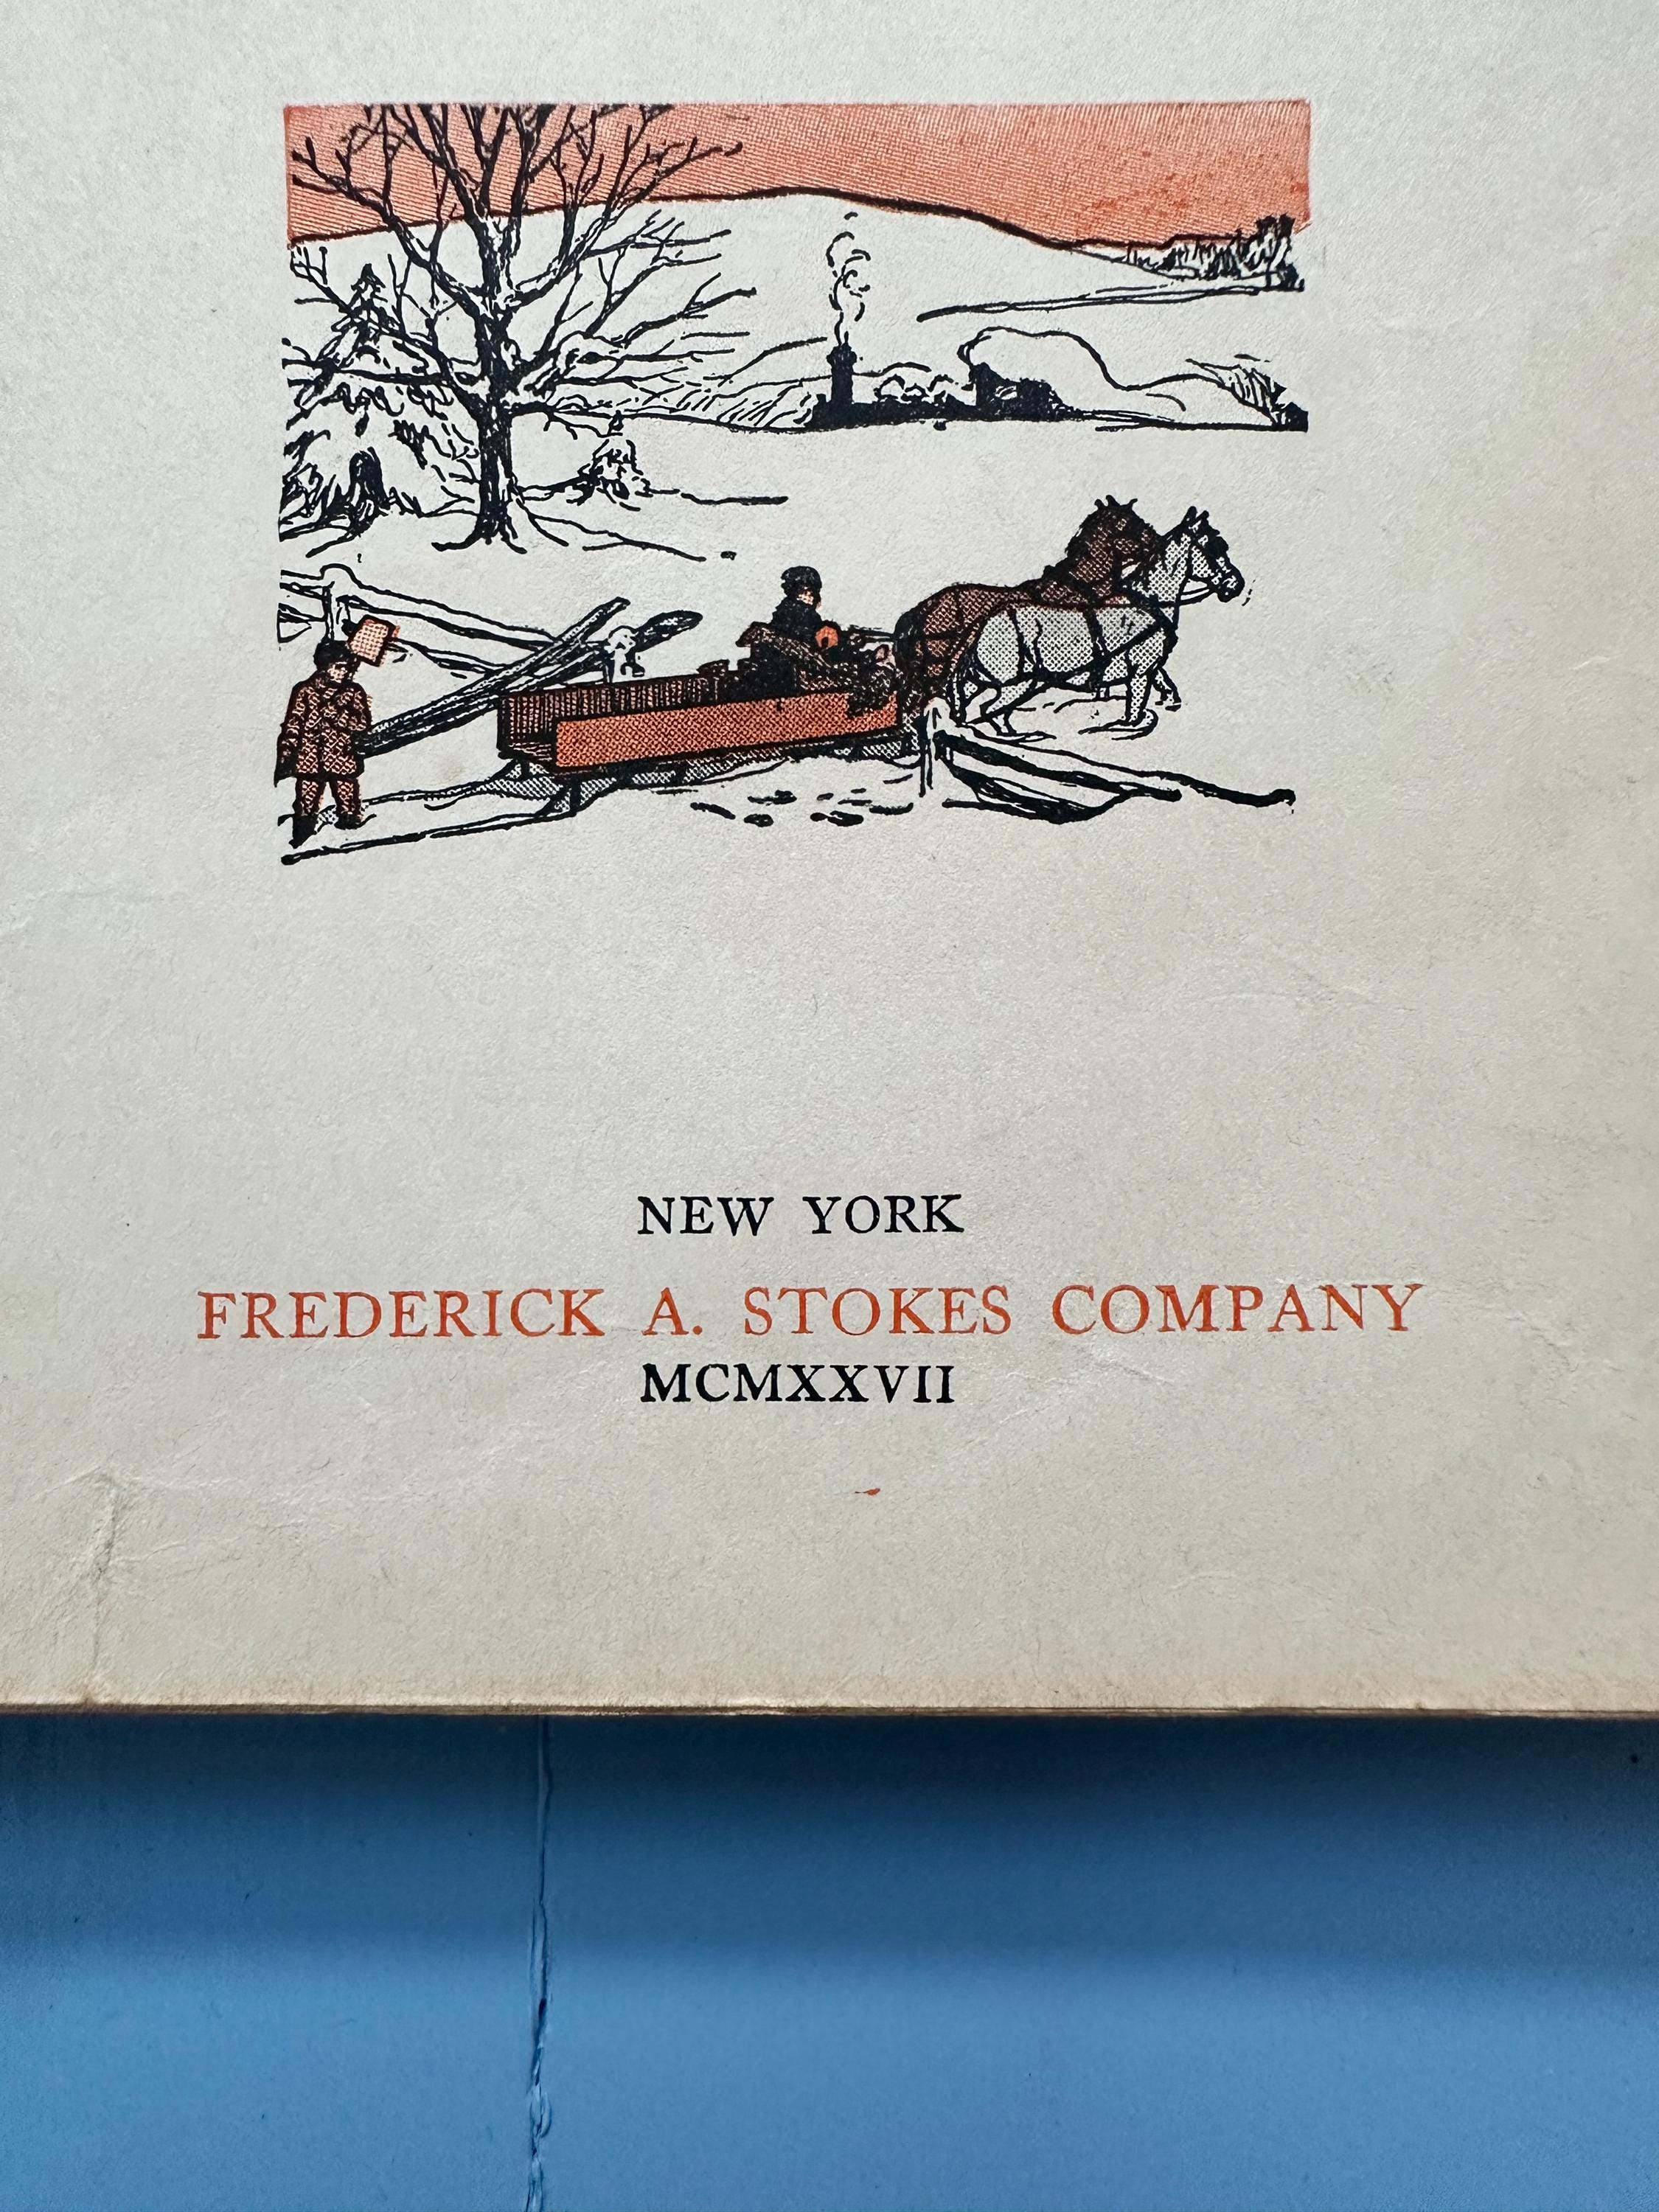 NEW YORK
FREDERICK A. STOKES COMPANY
MCMXXVII